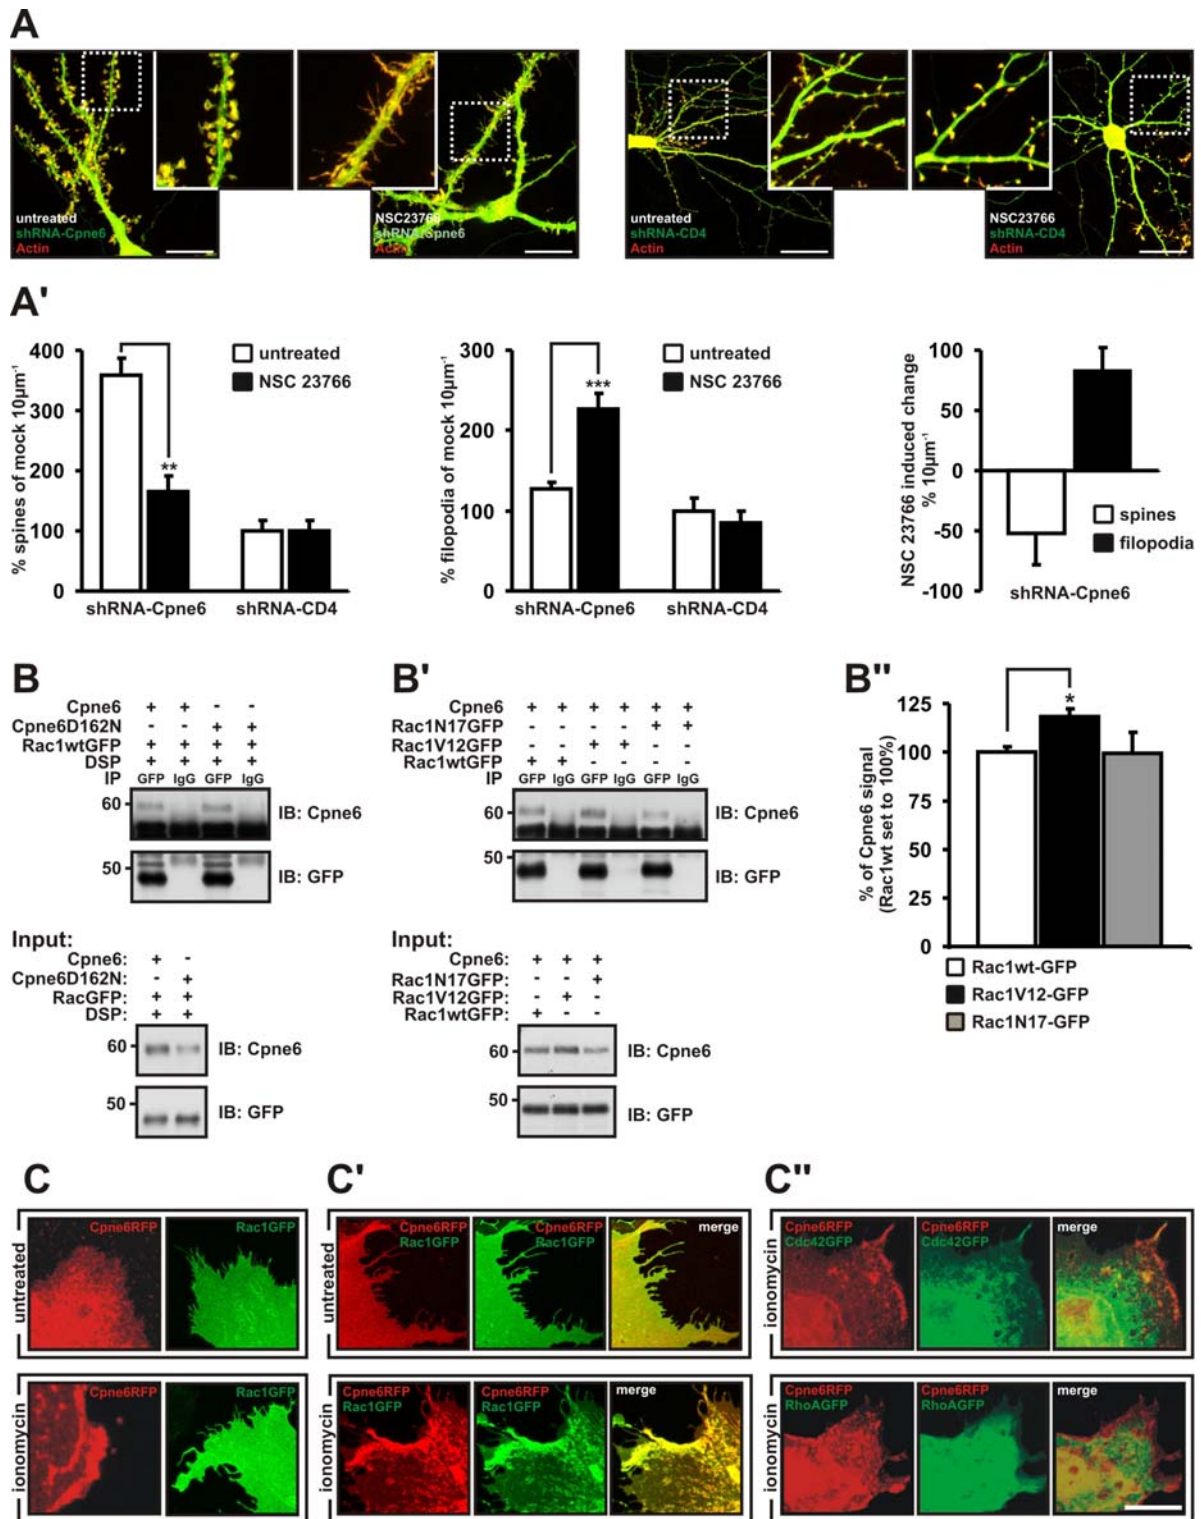 A
untreated
shRNA-Cpne6
Actin
NSC23766
shRNA-Cpne6
Actin
untreated
shRNA-CD4
Actin
NSC23766
shRNA-CD4
Actin
A'
% spines of mock 10µm⁻¹
400
300
200
100
0
untreated
NSC 23766
**
shRNA-Cpne6 shRNA-CD4
% filopodia of mock 10µm⁻¹
300
200
100
0
untreated
NSC 23766
***
shRNA-Cpne6 shRNA-CD4
NSC 23766 induced change
% 10µm⁻¹
100
50
0
-50
-100
spines
filopodia
shRNA-Cpne6
B
Cpne6 + + - -
Cpne6D162N - - + +
Rac1wtGFP + + + +
DSP + + + +
IP GFP IgG GFP IgG
60 IB: Cpne6
50 IB: GFP
Input:
Cpne6: + -
Cpne6D162N: - +
RacGFP: + +
DSP: + +
60 IB: Cpne6
50 IB: GFP
B'
Cpne6 + + + + + +
Rac1N17GFP - - - - + +
Rac1V12GFP - - + + - -
Rac1wtGFP + + - - - -
IP GFP IgG GFP IgG GFP IgG
60 IB: Cpne6
50 IB: GFP
Input:
Cpne6: + + +
Rac1N17GFP: - - +
Rac1V12GFP: - + -
Rac1wtGFP: + - -
60 IB: Cpne6
50 IB: GFP
B''
% of Cpne6 signal
(Rac1wt set to 100%)
125
100
75
50
25
0
*
Rac1wt-GFP
Rac1V12-GFP
Rac1N17-GFP
C
untreated
Cpne6RFP Rac1GFP
ionomycin
Cpne6RFP Rac1GFP
C'
untreated
Cpne6RFP Cpne6RFP merge
Rac1GFP Rac1GFP
ionomycin
Cpne6RFP Cpne6RFP merge
Rac1GFP Rac1GFP
C''
ionomycin
Cpne6RFP Cpne6RFP merge
Cdc42GFP Cdc42GFP
ionomycin
Cpne6RFP Cpne6RFP merge
RhoAGFP RhoAGFP